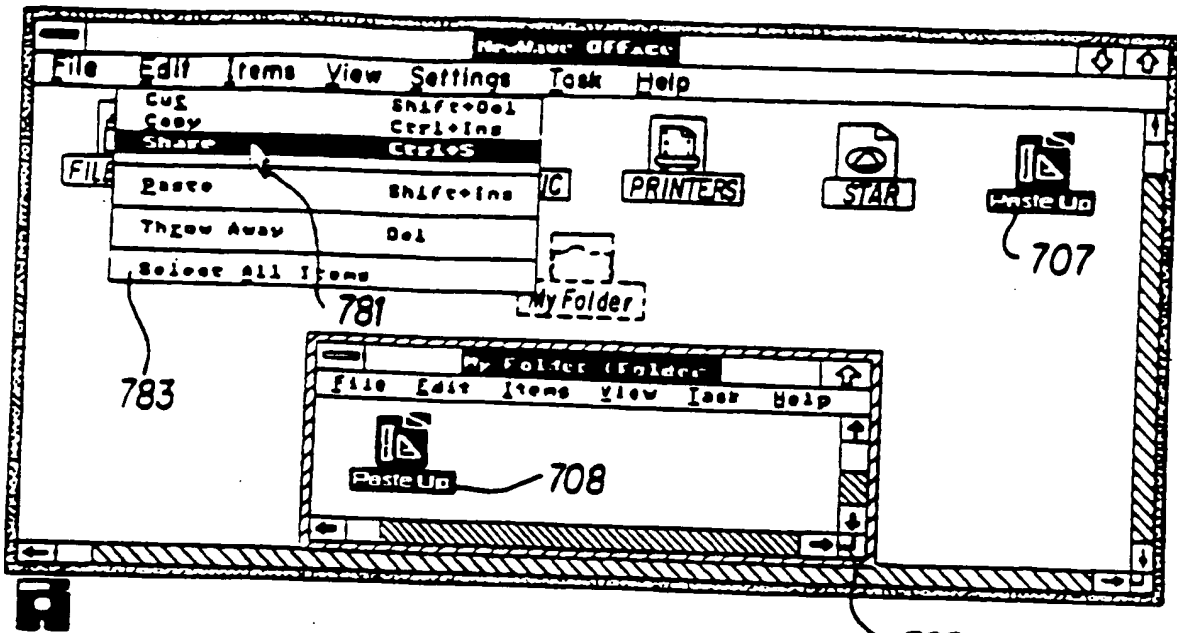 NewWave Office
File Edit Items View Settings Task Help
Cut Shift+Del
Copy Ctrl+Ins
Share Ctrl+S
Paste Shift+Ins
Throw Away Del
Select All Items
FILE
IC
PRINTERS
STAR
Paste Up
707
My Folder
781
783
My Folder (Folder
File Edit Items View Task Help
Paste Up
708